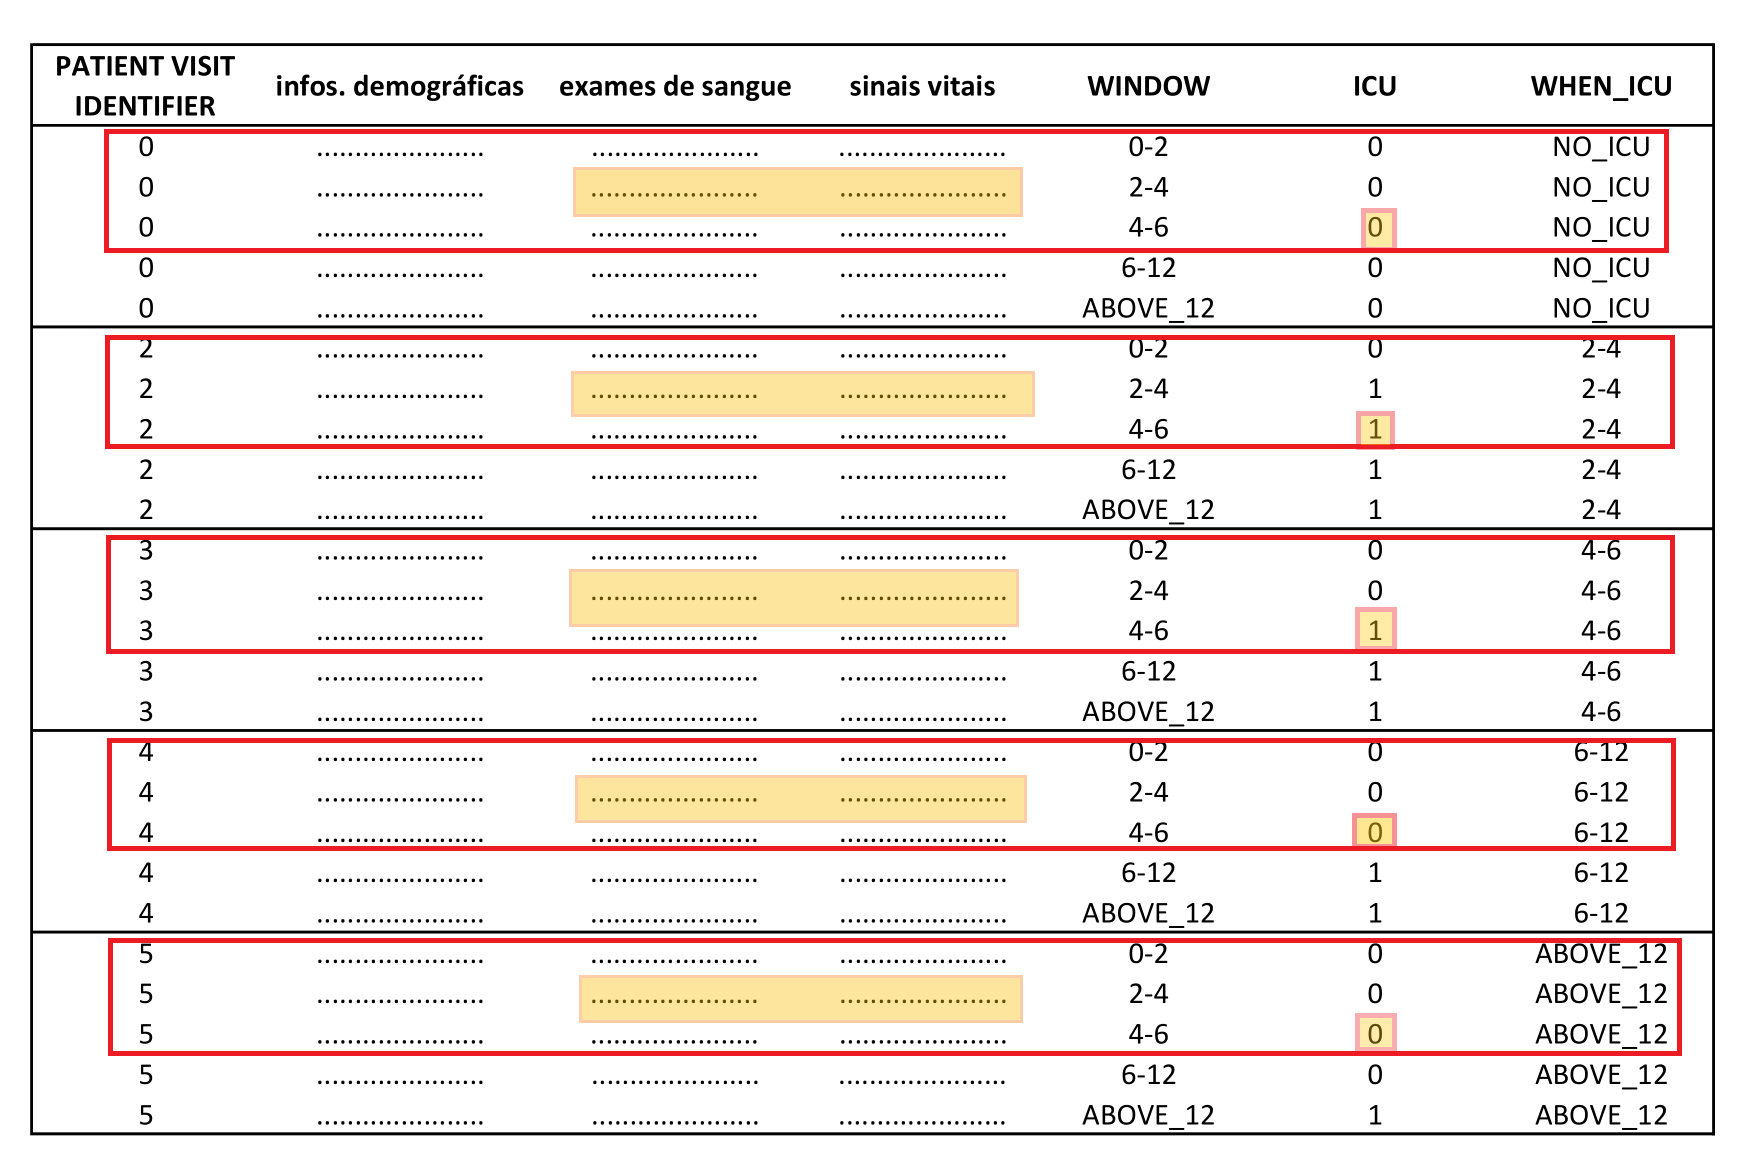 PATIENT VISIT IDENTIFIER infos. demográficas exames de sangue sinais vitais WINDOW ICU WHEN_ICU
0 ...................... ...................... ...................... 0-2 0 NO_ICU
0 ...................... ...................... ...................... 2-4 0 NO_ICU
0 ...................... ...................... ...................... 4-6 0 NO_ICU
0 ...................... ...................... ...................... 6-12 0 NO_ICU
0 ...................... ...................... ...................... ABOVE_12 0 NO_ICU
2 ...................... ...................... ...................... 0-2 0 2-4
2 ...................... ...................... ...................... 2-4 1 2-4
2 ...................... ...................... ...................... 4-6 1 2-4
2 ...................... ...................... ...................... 6-12 1 2-4
2 ...................... ...................... ...................... ABOVE_12 1 2-4
3 ...................... ...................... ...................... 0-2 0 4-6
3 ...................... ...................... ...................... 2-4 0 4-6
3 ...................... ...................... ...................... 4-6 1 4-6
3 ...................... ...................... ...................... 6-12 1 4-6
3 ...................... ...................... ...................... ABOVE_12 1 4-6
4 ...................... ...................... ...................... 0-2 0 6-12
4 ...................... ...................... ...................... 2-4 0 6-12
4 ...................... ...................... ...................... 4-6 0 6-12
4 ...................... ...................... ...................... 6-12 1 6-12
4 ...................... ...................... ...................... ABOVE_12 1 6-12
5 ...................... ...................... ...................... 0-2 0 ABOVE_12
5 ...................... ...................... ...................... 2-4 0 ABOVE_12
5 ...................... ...................... ...................... 4-6 0 ABOVE_12
5 ...................... ...................... ...................... 6-12 0 ABOVE_12
5 ...................... ...................... ...................... ABOVE_12 1 ABOVE_12